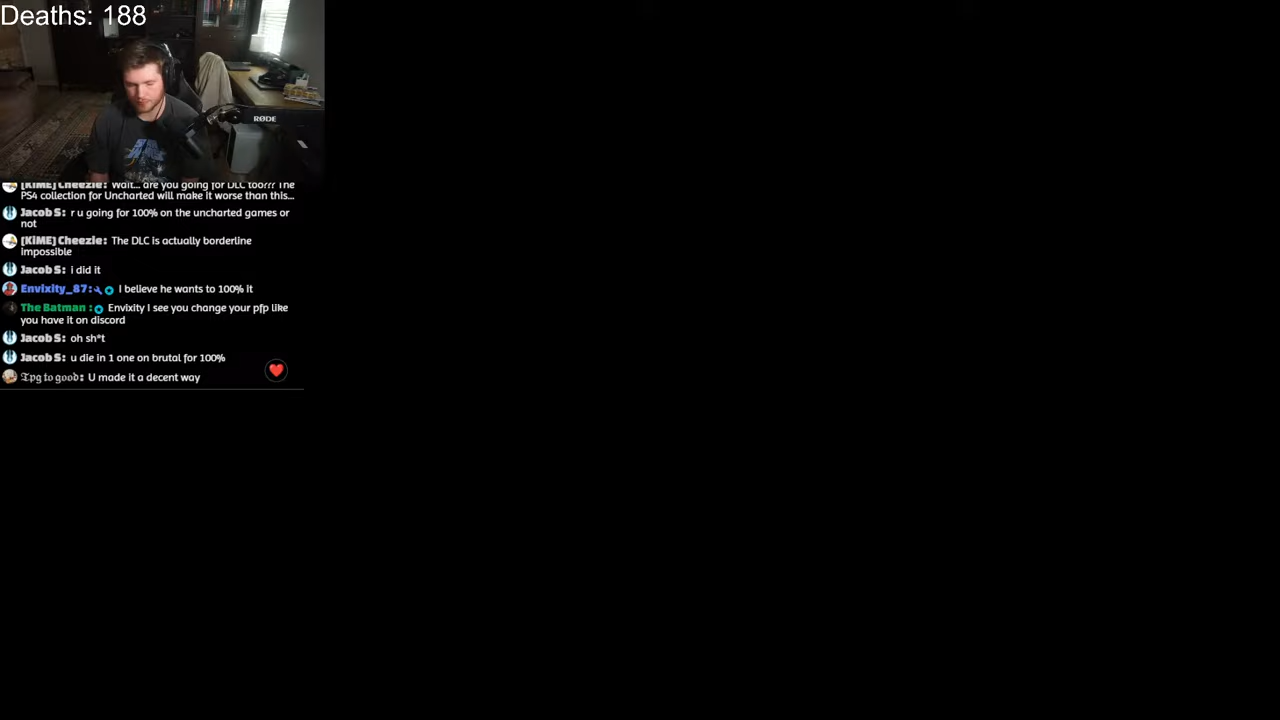 Deaths: 188
RØDE
[KiME] Cheezie: Wait... are you going for DLC too??? The
PS4 collection for Uncharted will make it worse than this...
Jacob S: r u going for 100% on the uncharted games or
not
[KiME] Cheezie: The DLC is actually borderline
impossible
Jacob S: i did it
Envixity_87: I believe he wants to 100% it
The Batman : Envixity I see you change your pfp like
you have it on discord
Jacob S: oh sh*t
Jacob S: u die in 1 one on brutal for 100%
Tpg to good: U made it a decent way